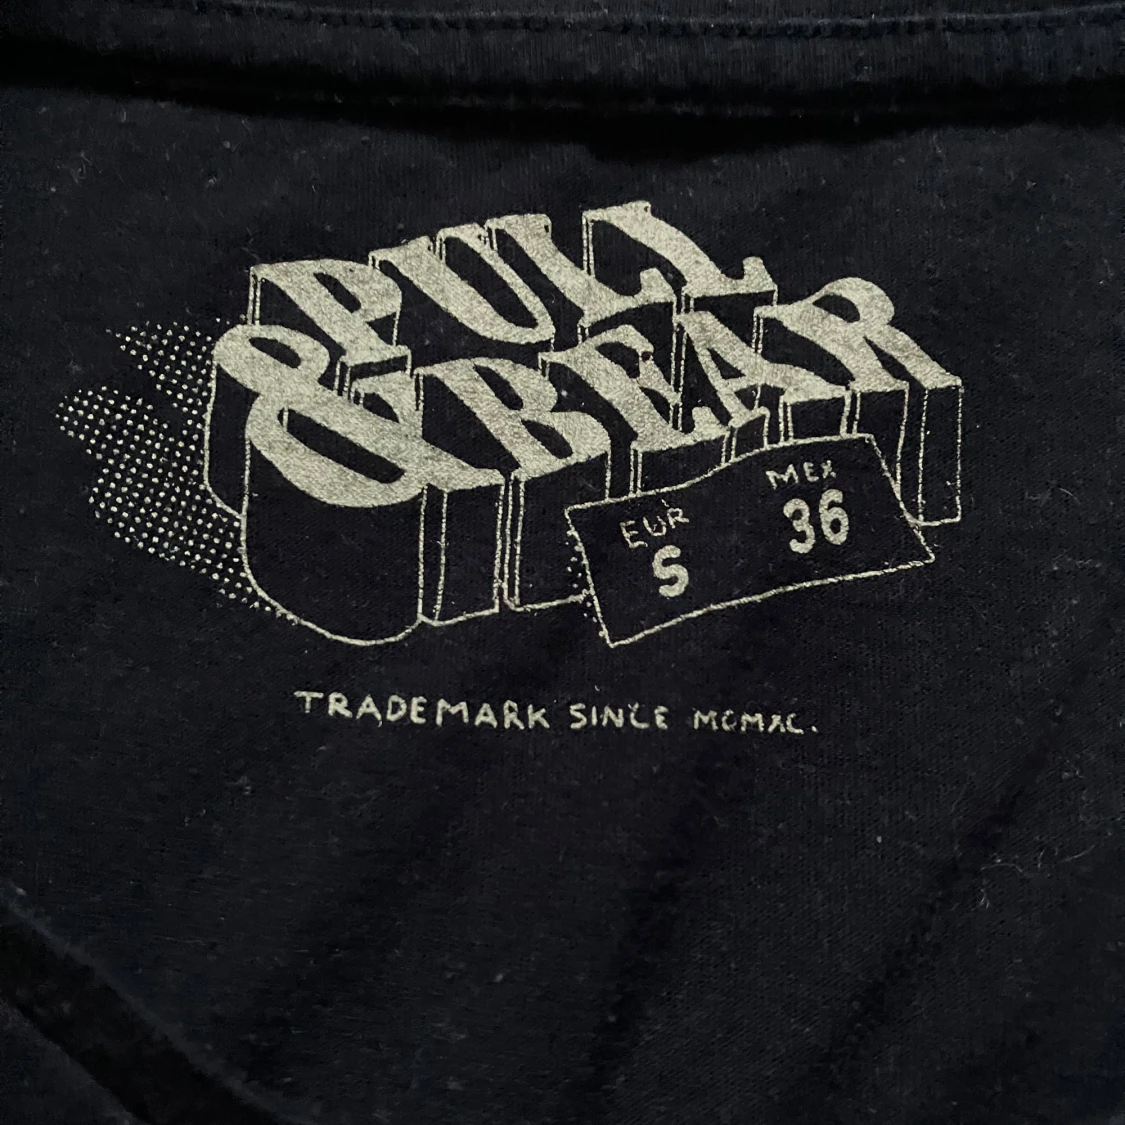 PULL
& BEAR
EUR MEX
S 36
TRADEMARK SINCE MCMXC.